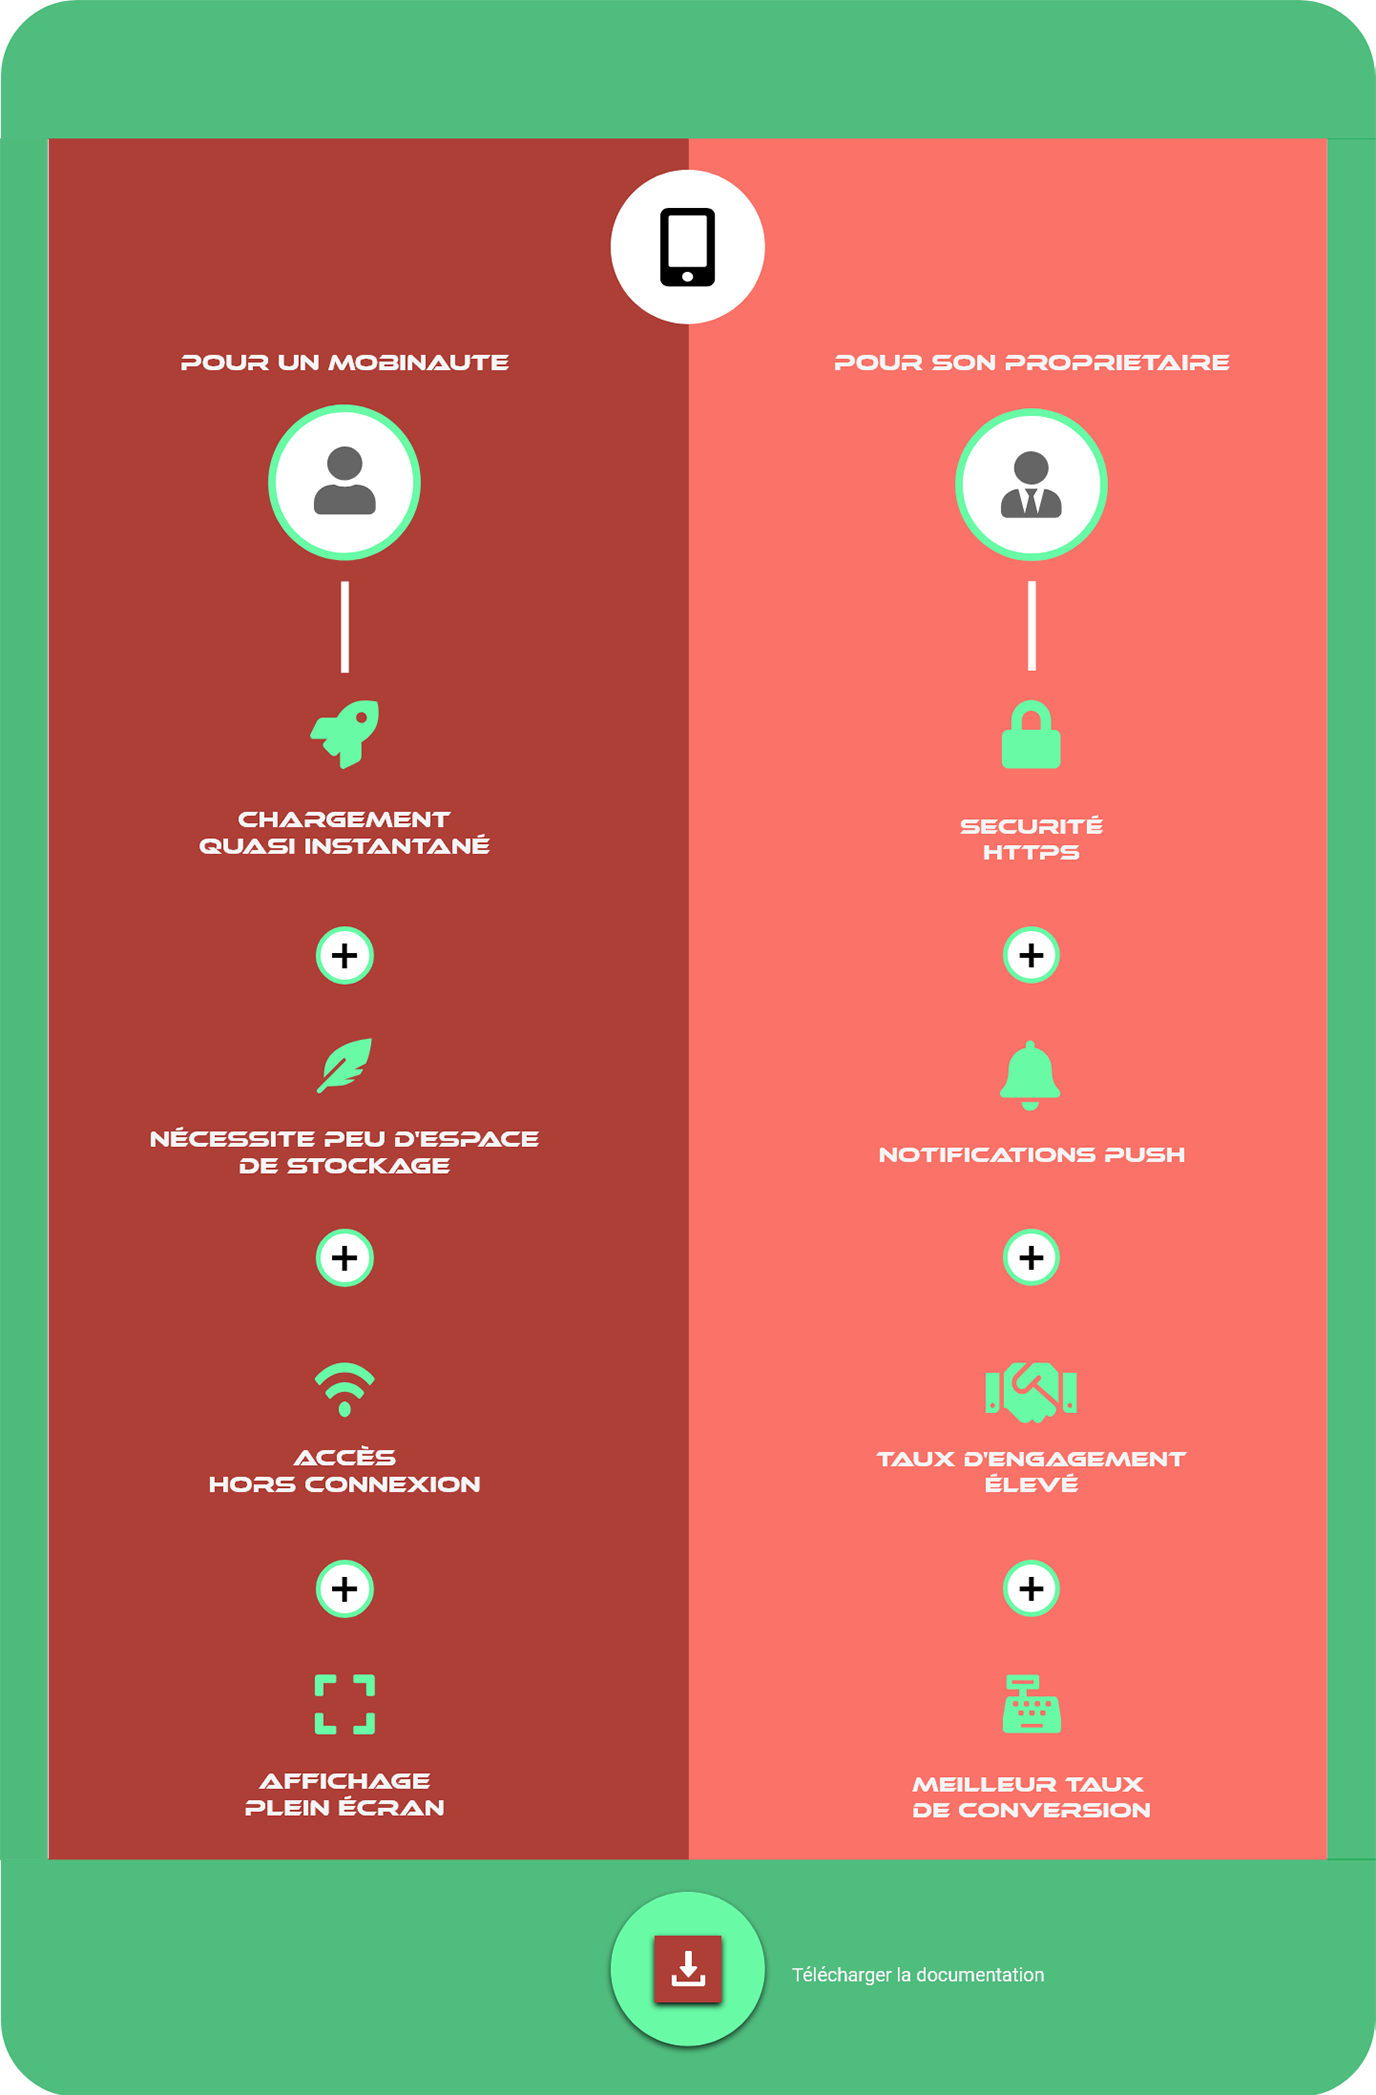 POUR UN MOBINAUTE
CHARGEMENT
QUASI INSTANTANÉ
NÉCESSITE PEU D'ESPACE
DE STOCKAGE
ACCÈS
HORS CONNEXION
AFFICHAGE
PLEIN ÉCRAN
POUR SON PROPRIETAIRE
SECURITÉ
HTTPS
NOTIFICATIONS PUSH
TAUX D'ENGAGEMENT
ÉLEVÉ
MEILLEUR TAUX
DE CONVERSION
Télécharger la documentation